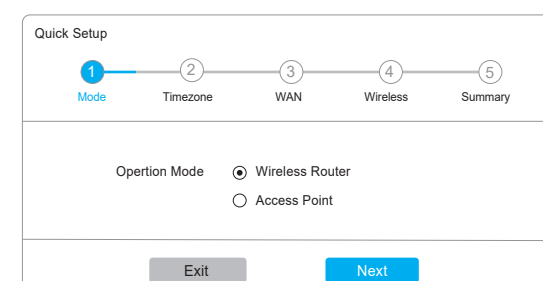 Quick Setup
1 2 3 4 5
Mode Timezone WAN Wireless Summary
Opertion Mode Wireless Router
Access Point
Exit Next